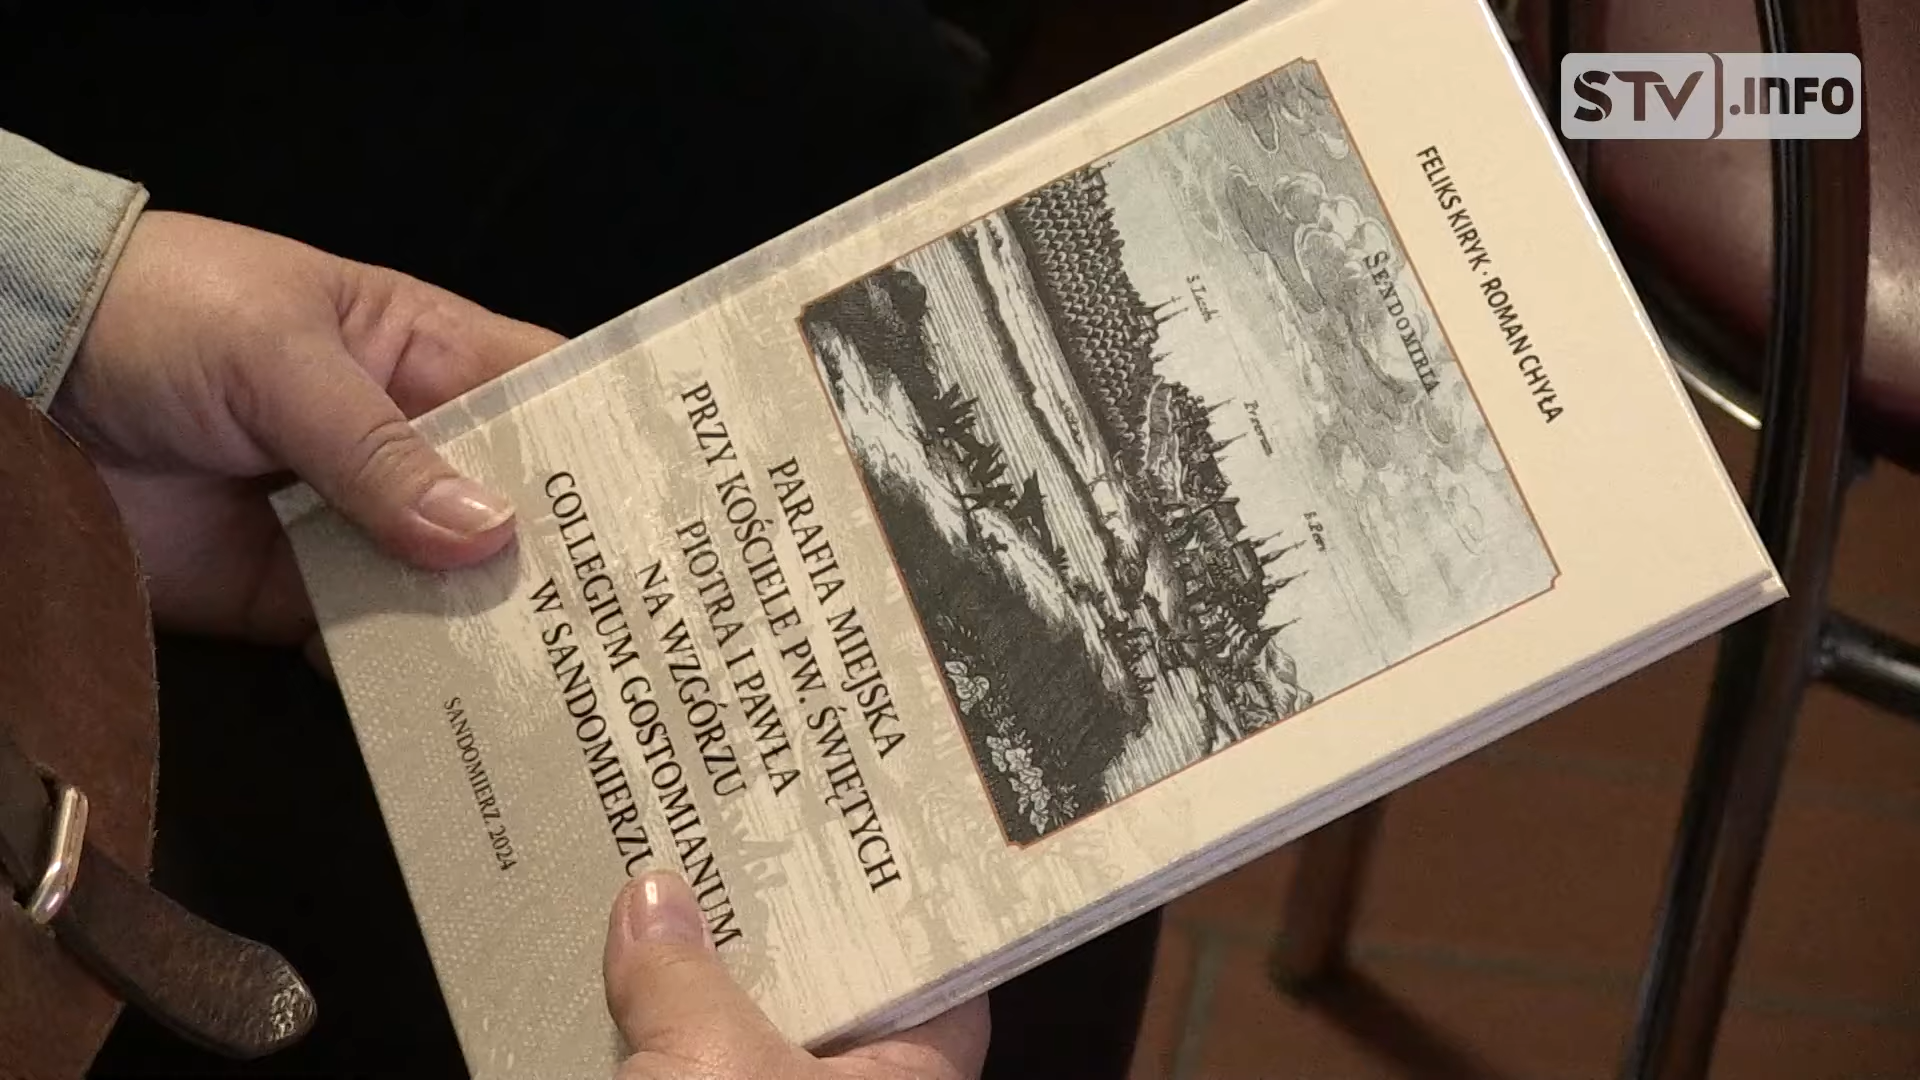 STV.INFO
FELIKS KIRYK · ROMAN CHYŁA
SENDOMIRIA
PARAFIA MIEJSKA
PRZY KOŚCIELE PW. ŚWIĘTYCH
PIOTRA I PAWŁA
NA WZGÓRZU
COLLEGIUM GOSTOMIANUM
W SANDOMIERZU
SANDOMIERZ 2024